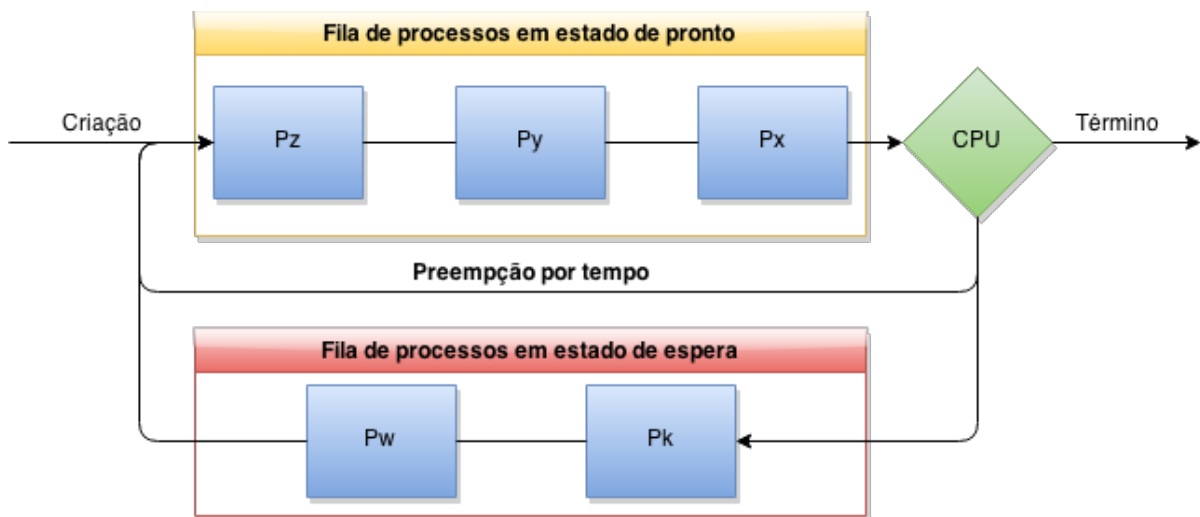 Fila de processos em estado de pronto
Criação
Pz
Py
Px
CPU
Término
Preempção por tempo
Fila de processos em estado de espera
Pw
Pk